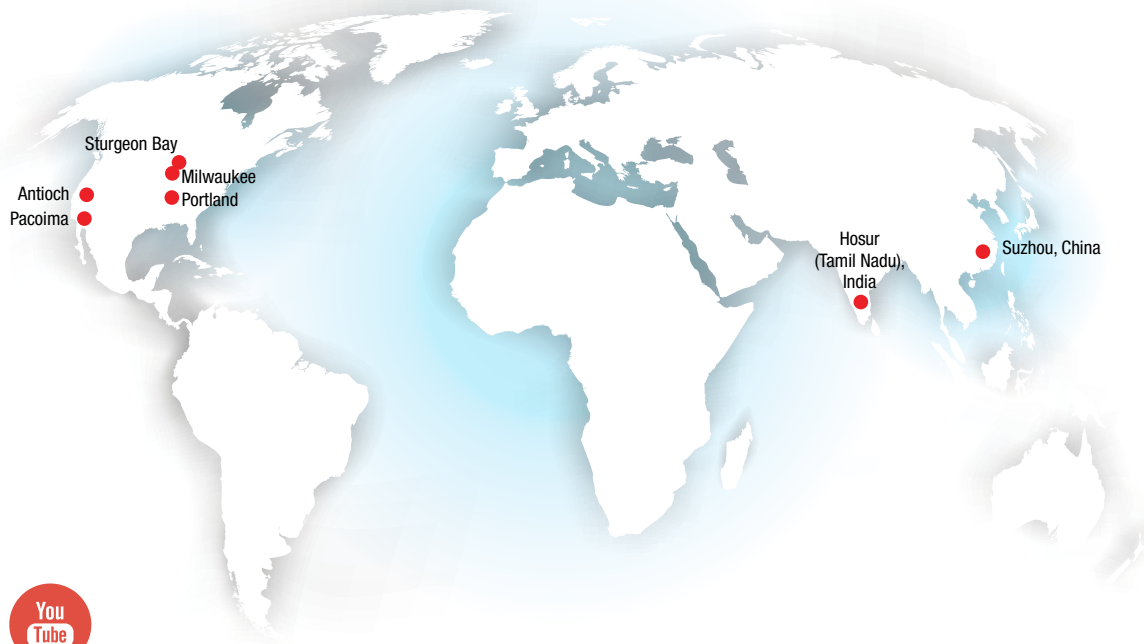 Sturgeon Bay
Milwaukee
Antioch
Portland
Pacoima
Hosur
(Tamil Nadu),
India
Suzhou, China
You
Tube